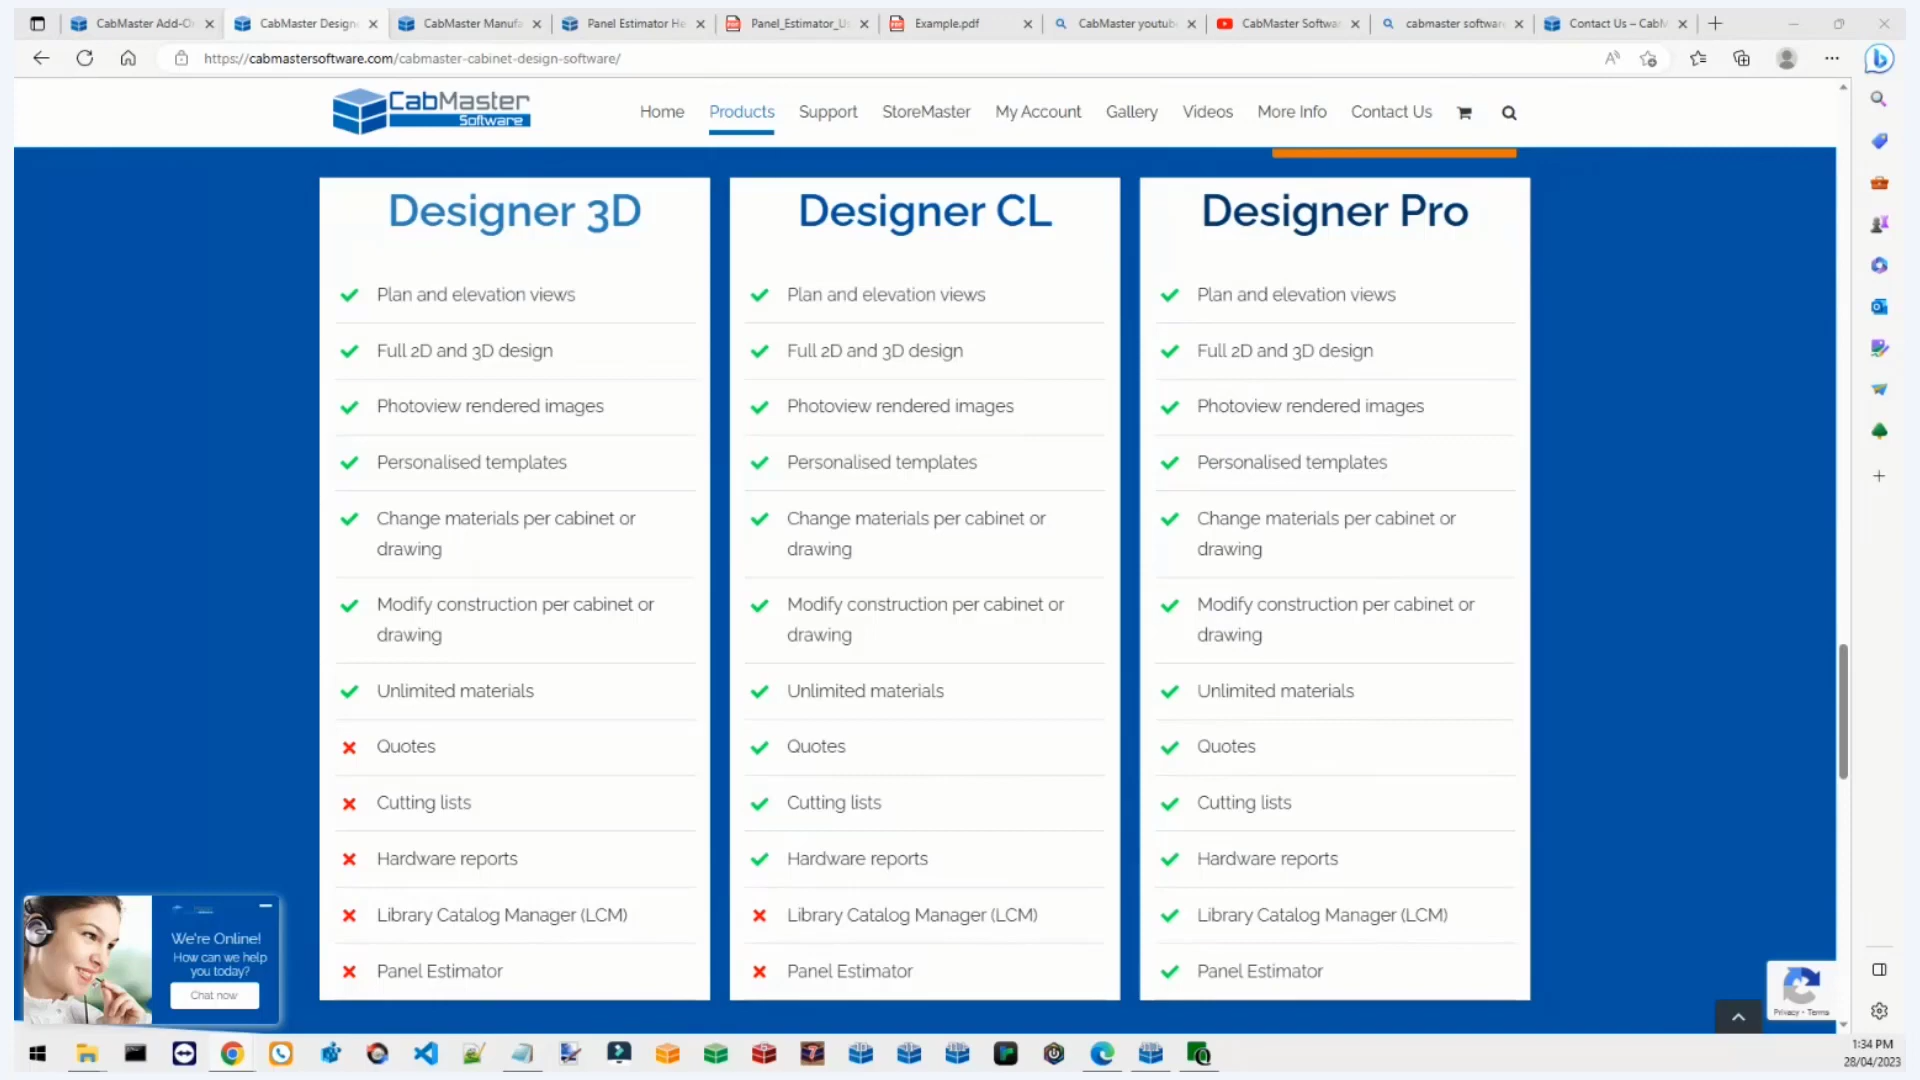 CabMaster Add-O
CabMaster Design
CabMaster Manufa
Panel Estimator He
Panel_Estimator_U
Example.pdf
CabMaster youtub
CabMaster Softwa
cabmaster software
Contact Us – CabM
https://cabmastersoftware.com/cabmaster-cabinet-design-software/
CabMaster
Software
Home
Products
Support
StoreMaster
My Account
Gallery
Videos
More Info
Contact Us
Designer 3D
Plan and elevation views
Full 2D and 3D design
Photoview rendered images
Personalised templates
Change materials per cabinet or
drawing
Modify construction per cabinet or
drawing
Unlimited materials
Quotes
Cutting lists
Hardware reports
Library Catalog Manager (LCM)
Panel Estimator
Designer CL
Plan and elevation views
Full 2D and 3D design
Photoview rendered images
Personalised templates
Change materials per cabinet or
drawing
Modify construction per cabinet or
drawing
Unlimited materials
Quotes
Cutting lists
Hardware reports
Library Catalog Manager (LCM)
Panel Estimator
Designer Pro
Plan and elevation views
Full 2D and 3D design
Photoview rendered images
Personalised templates
Change materials per cabinet or
drawing
Modify construction per cabinet or
drawing
Unlimited materials
Quotes
Cutting lists
Hardware reports
Library Catalog Manager (LCM)
Panel Estimator
We're Online!
How can we help
you today?
Chat now
Privacy - Terms
1:34 PM
28/04/2023